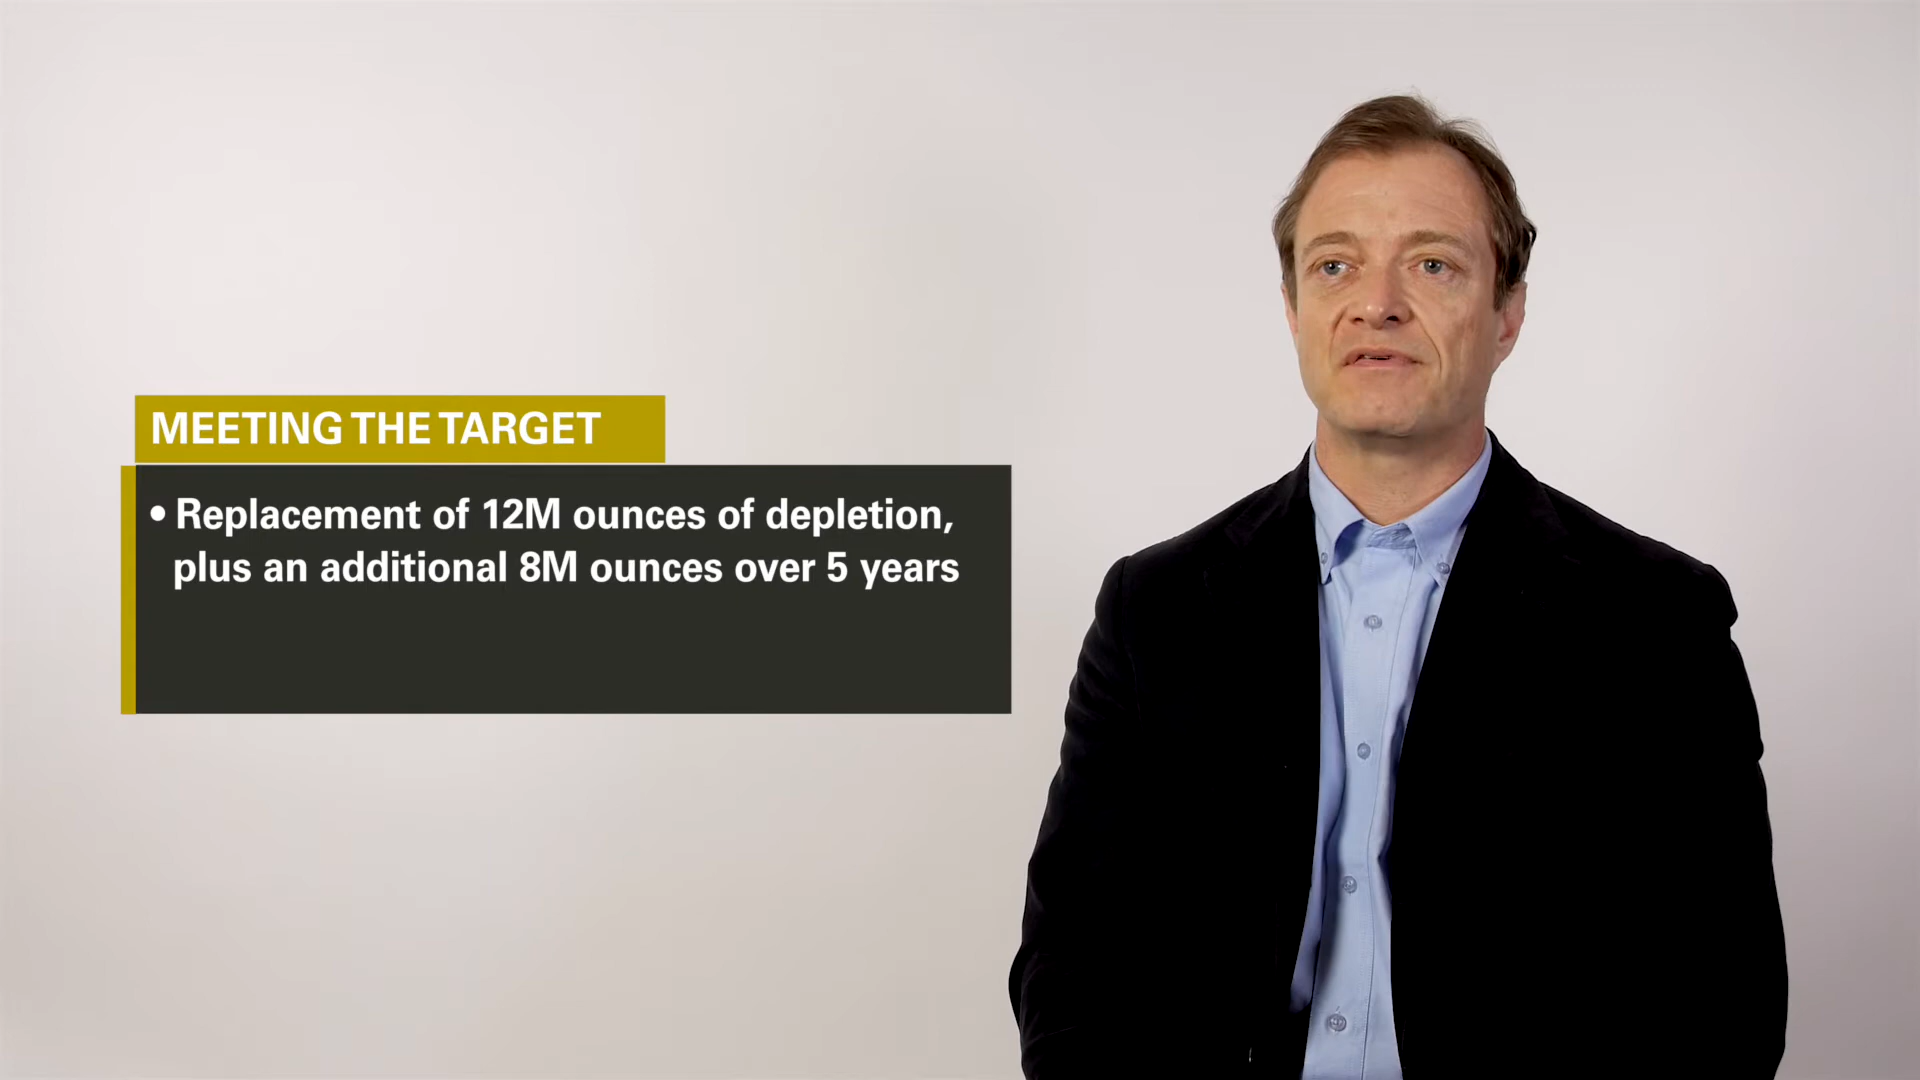 MEETING THE TARGET
• Replacement of 12M ounces of depletion,
plus an additional 8M ounces over 5 years